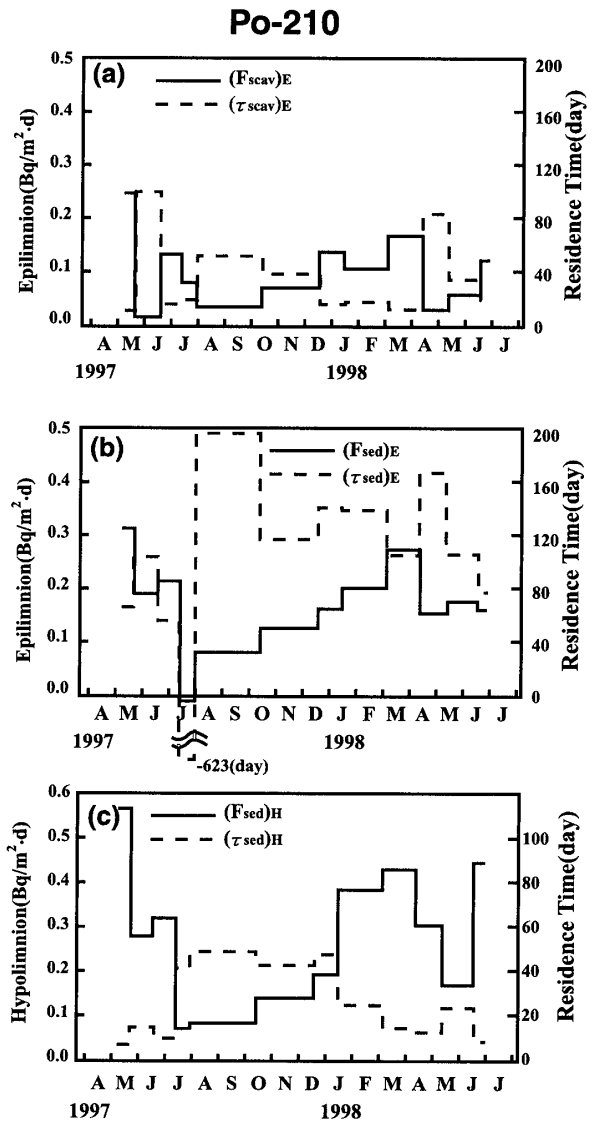 Po-210
(a)
(Fscav)E
(τscav)E
Epilimnion(Bq/m²·d)
Residence Time(day)
0.5
0.4
0.3
0.2
0.1
0.0
200
160
120
80
40
0
A M J J A S O N D J F M A M J J
1997 1998
(b)
(Fsed)E
(τsed)E
Epilimnion(Bq/m²·d)
Residence Time(day)
0.5
0.4
0.3
0.2
0.1
0.0
200
160
120
80
40
0
A M J J A S O N D J F M A M J J
1997 1998
-623(day)
(c)
(Fsed)H
(τsed)H
Hypolimnion(Bq/m²·d)
Residence Time(day)
0.6
0.5
0.4
0.3
0.2
0.1
0.0
100
80
60
40
20
0
A M J J A S O N D J F M A M J J
1997 1998